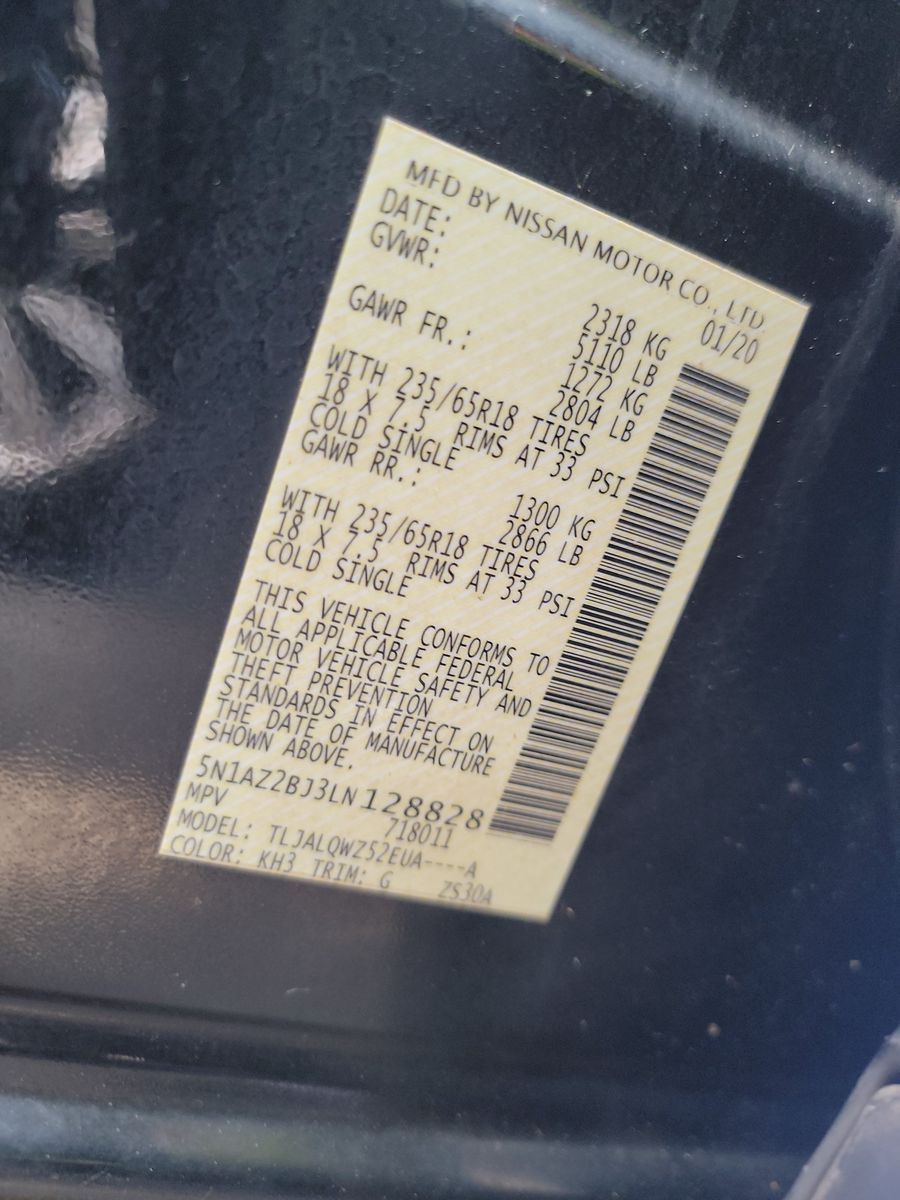 MFD BY NISSAN MOTOR CO., LTD
DATE: 01/20
GVWR: 2318 KG
5110 LB
GAWR FR.: 1272 KG
2804 LB
WITH 235/65R18 TIRES
18 X 7.5 RIMS AT 33 PSI
COLD SINGLE
GAWR RR.: 1300 KG
2866 LB
WITH 235/65R18 TIRES
18 X 7.5 RIMS AT 33 PSI
COLD SINGLE
THIS VEHICLE CONFORMS TO
ALL APPLICABLE FEDERAL
MOTOR VEHICLE SAFETY AND
THEFT PREVENTION
STANDARDS IN EFFECT ON
THE DATE OF MANUFACTURE
SHOWN ABOVE.
5N1AZ2BJ3LN128828
MPV 718011
MODEL: TLJALQWZ52EUA----A
COLOR: KH3 TRIM: G ZS30A